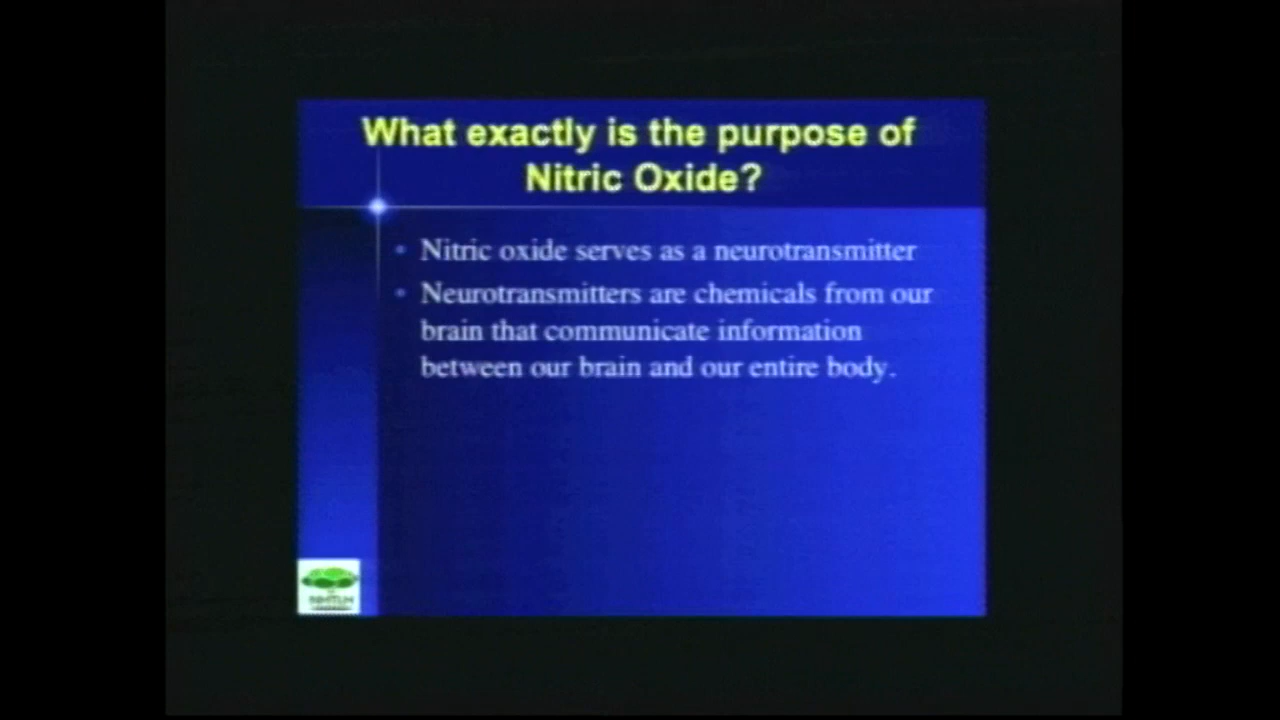 What exactly is the purpose of
Nitric Oxide?
• Nitric oxide serves as a neurotransmitter
• Neurotransmitters are chemicals from our
brain that communicate information
between our brain and our entire body.